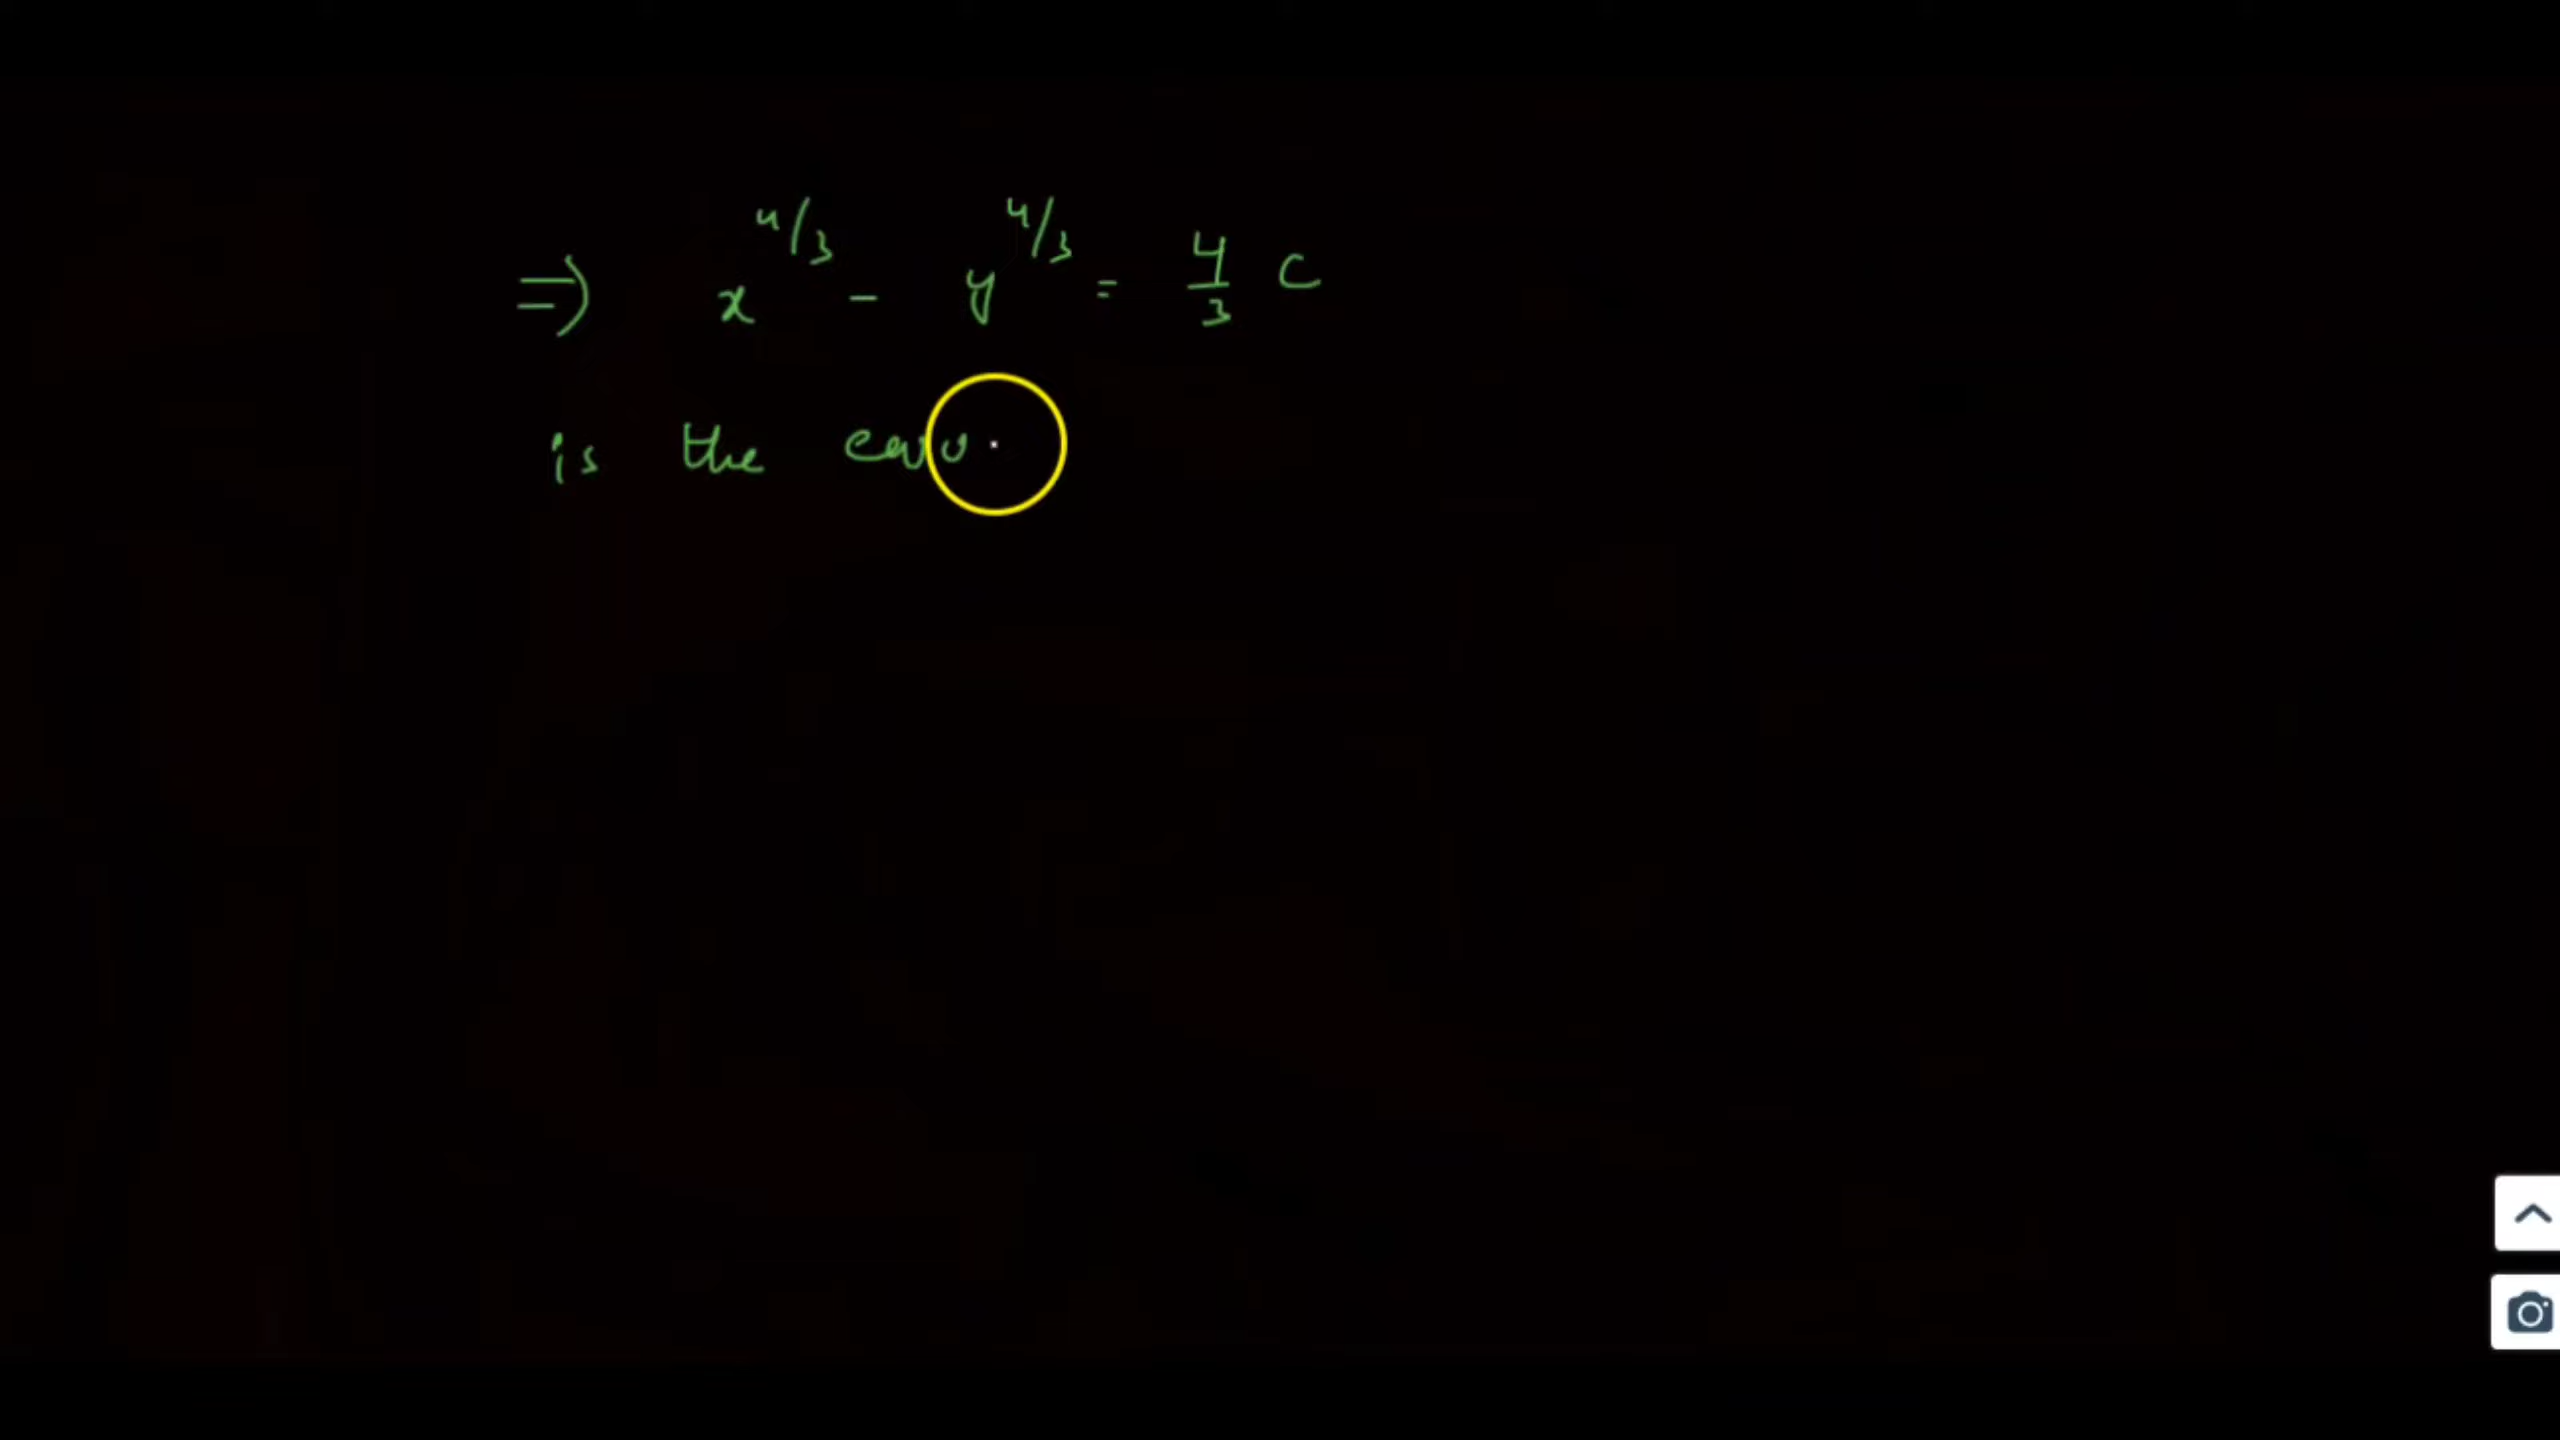 ⇒ x^{4/3} - y^{4/3} = 4/3 c
is the